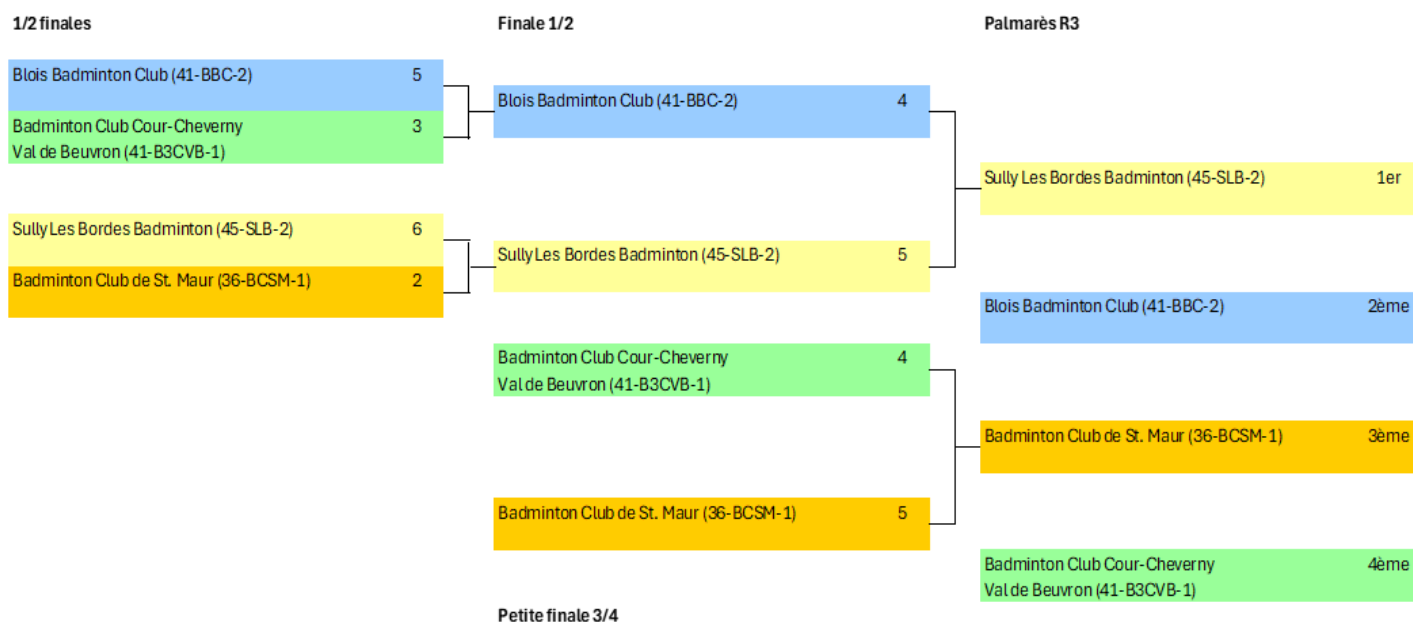 1/2 finales
Blois Badminton Club (41-BBC-2) 5
Badminton Club Cour-Cheverny 3
Val de Beuvron (41-B3CVB-1)
Sully Les Bordes Badminton (45-SLB-2) 6
Badminton Club de St. Maur (36-BCSM-1) 2
Finale 1/2
Blois Badminton Club (41-BBC-2) 4
Sully Les Bordes Badminton (45-SLB-2) 5
Badminton Club Cour-Cheverny 4
Val de Beuvron (41-B3CVB-1)
Badminton Club de St. Maur (36-BCSM-1) 5
Petite finale 3/4
Palmarès R3
Sully Les Bordes Badminton (45-SLB-2) 1er
Blois Badminton Club (41-BBC-2) 2ème
Badminton Club de St. Maur (36-BCSM-1) 3ème
Badminton Club Cour-Cheverny 4ème
Val de Beuvron (41-B3CVB-1)